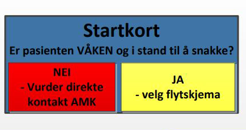 Startkort
Er pasienten VÅKEN og i stand til å snakke?
NEI
- Vurder direkte
kontakt AMK
JA
- velg flytskjema